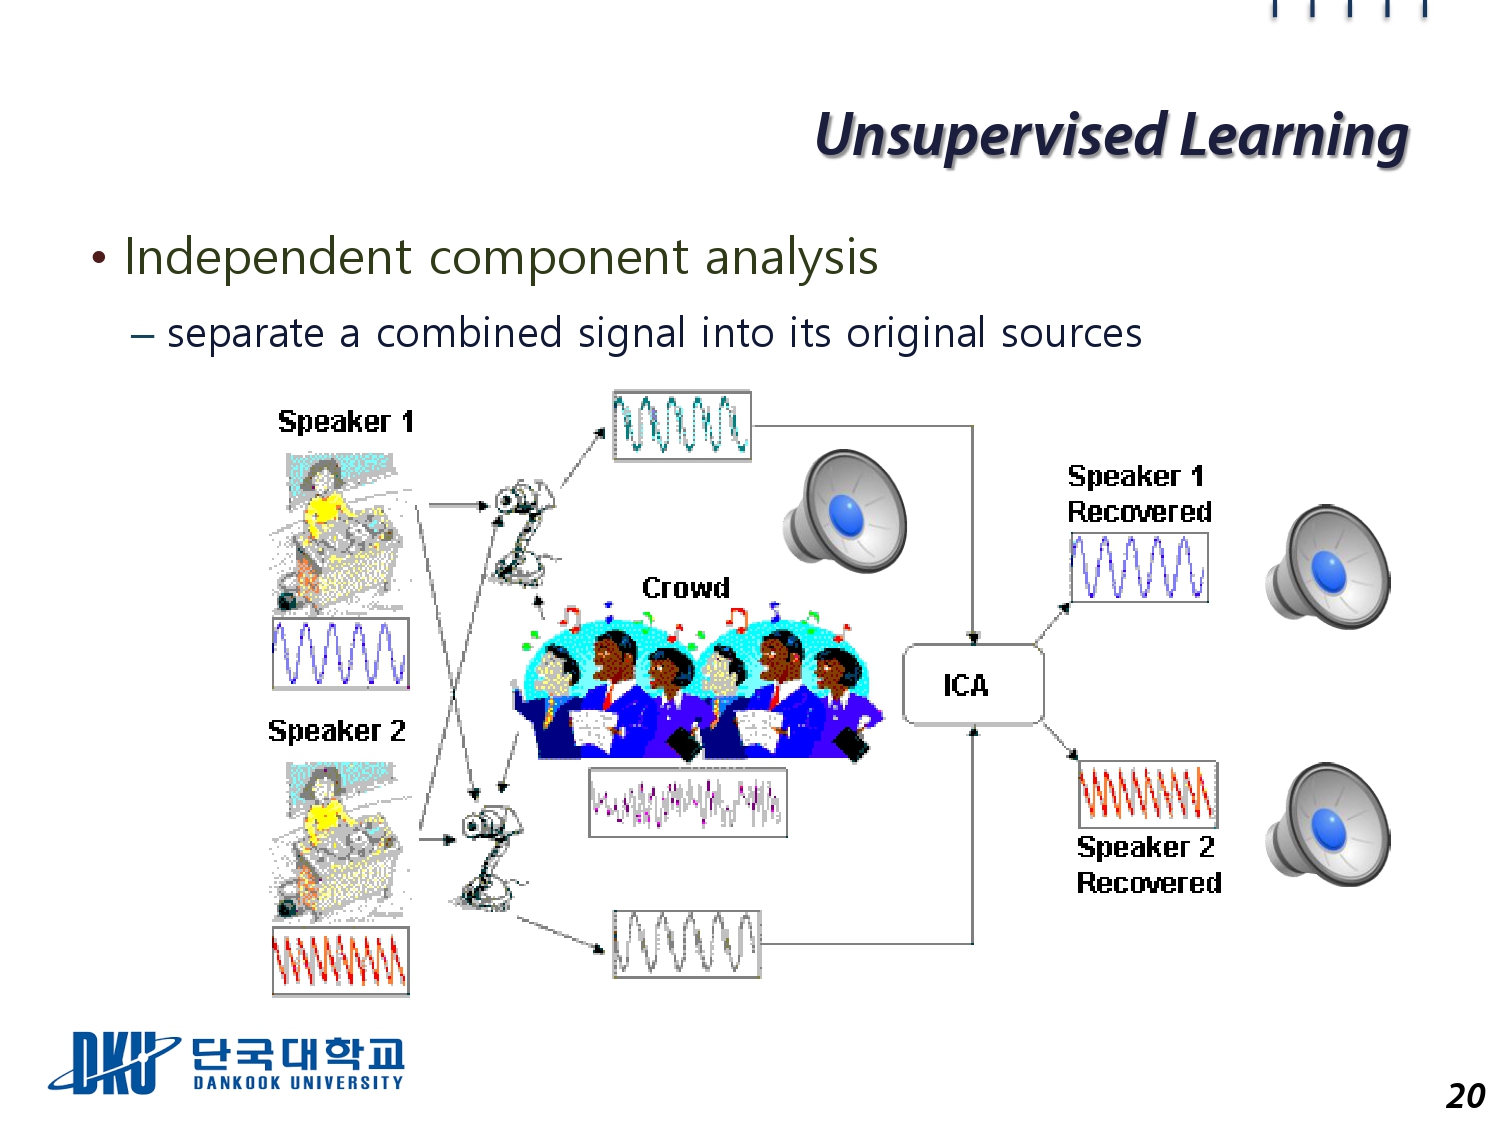 Unsupervised Learning
• Independent component analysis
– separate a combined signal into its original sources
Speaker 1
Speaker 2
Crowd
ICA
Speaker 1
Recovered
Speaker 2
Recovered
DKU 단국대학교
DANKOOK UNIVERSITY
20